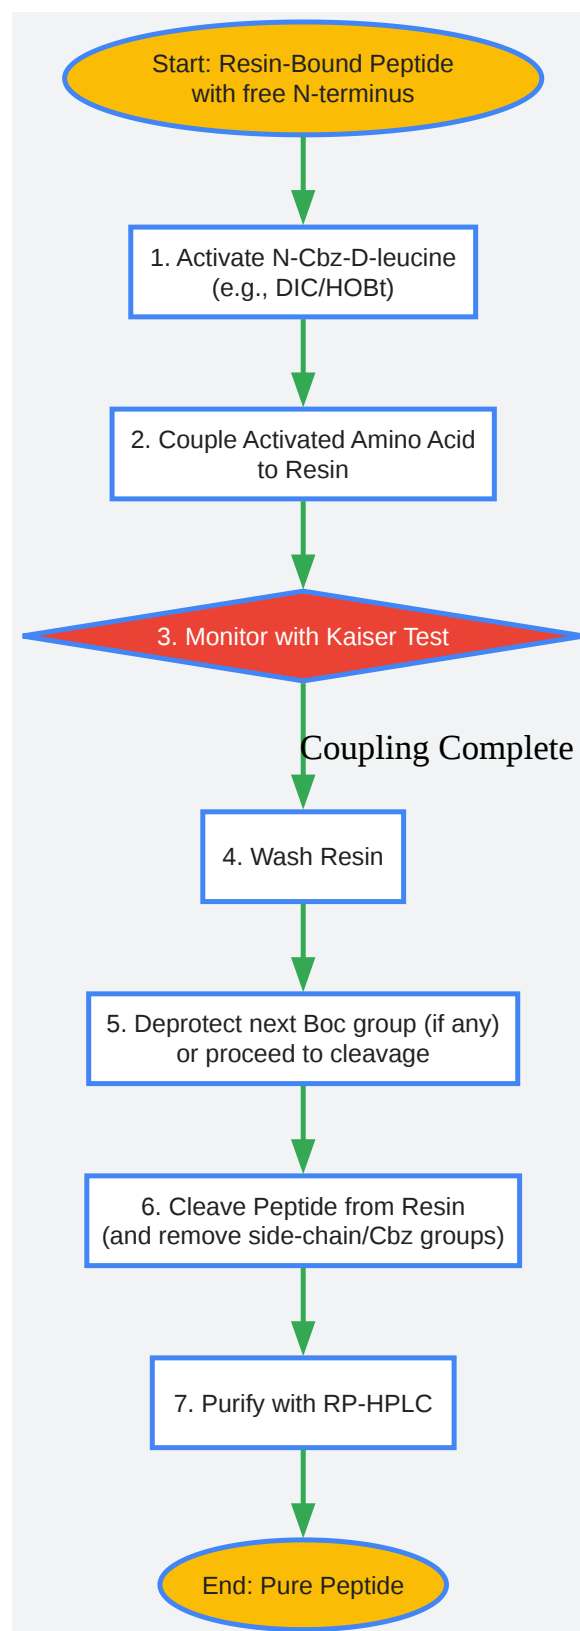 Start: Resin-Bound Peptide
with free N-terminus
1. Activate N-Cbz-D-leucine
(e.g., DIC/HOBt)
2. Couple Activated Amino Acid
to Resin
3. Monitor with Kaiser Test
Coupling Complete
4. Wash Resin
5. Deprotect next Boc group (if any)
or proceed to cleavage
6. Cleave Peptide from Resin
(and remove side-chain/Cbz groups)
7. Purify with RP-HPLC
End: Pure Peptide